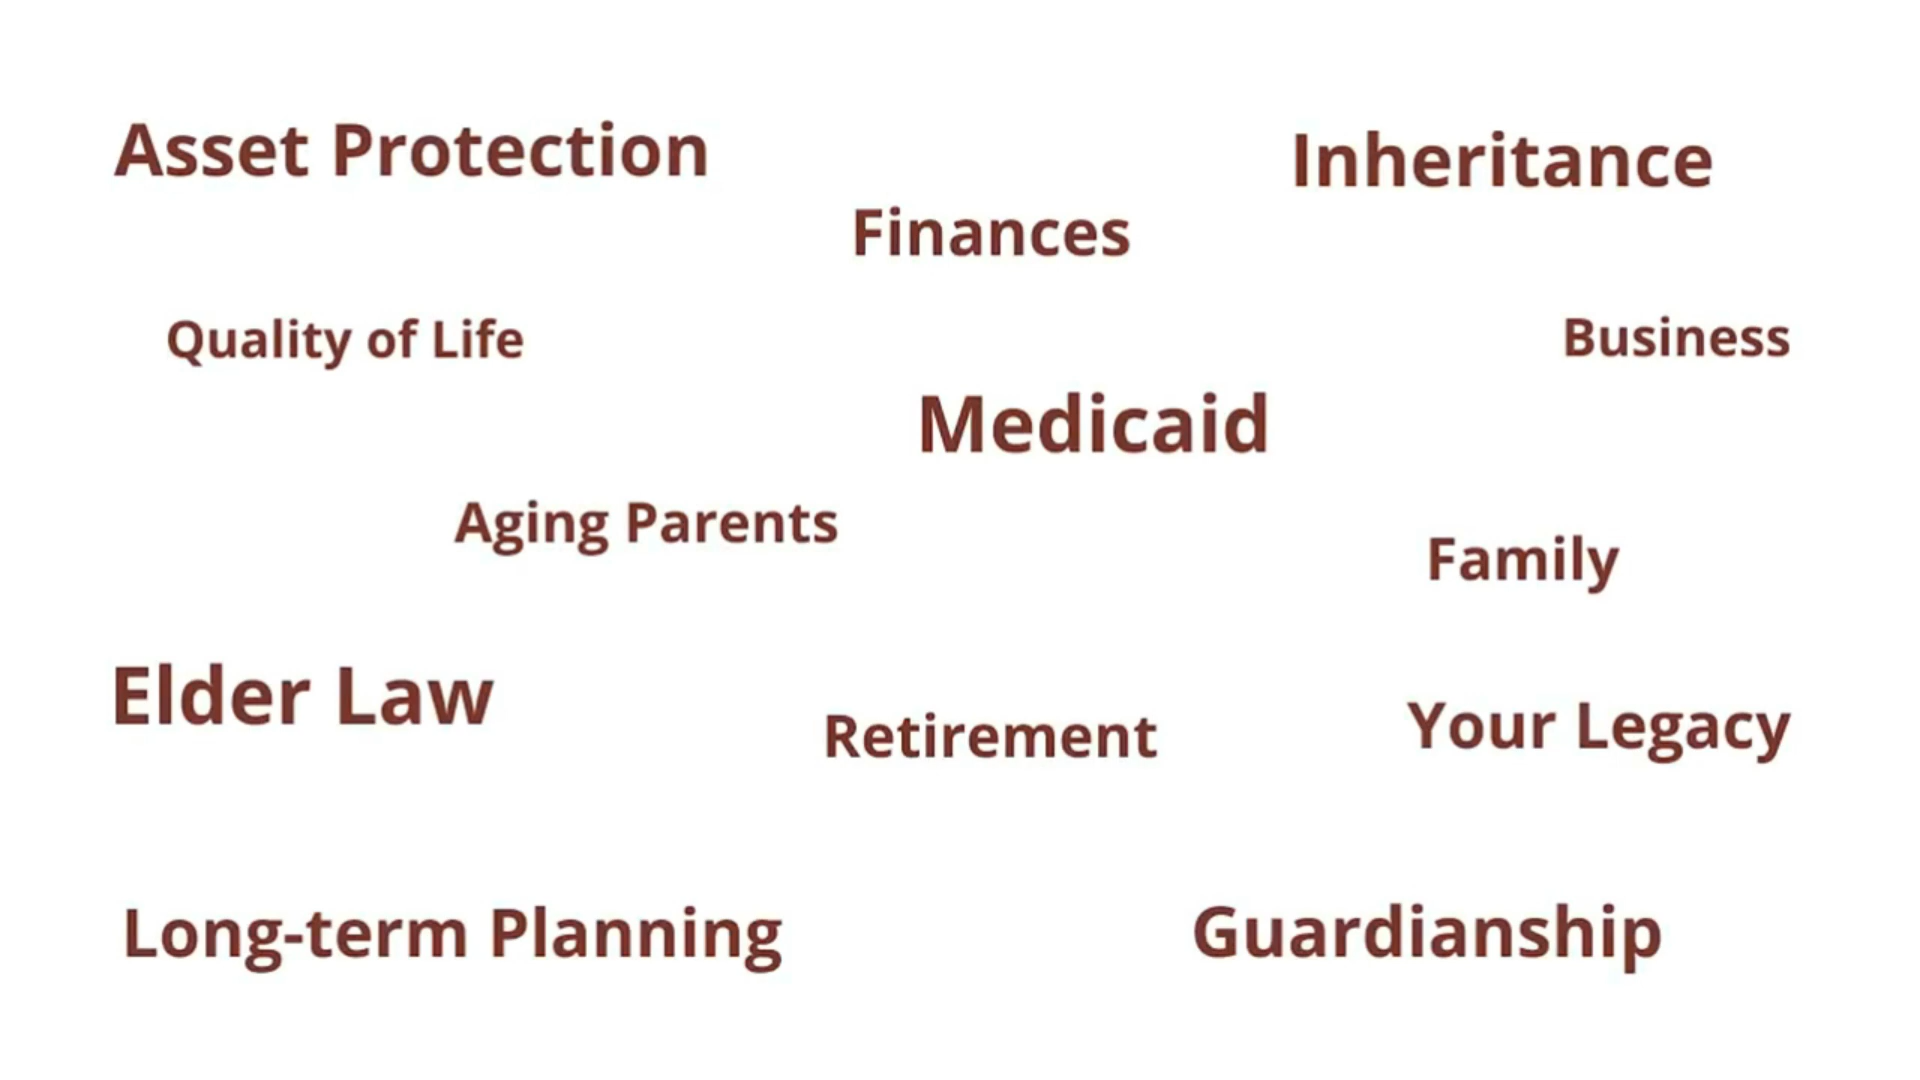 Asset Protection
Inheritance
Finances
Quality of Life
Business
Medicaid
Aging Parents
Family
Elder Law
Retirement
Your Legacy
Long-term Planning
Guardianship